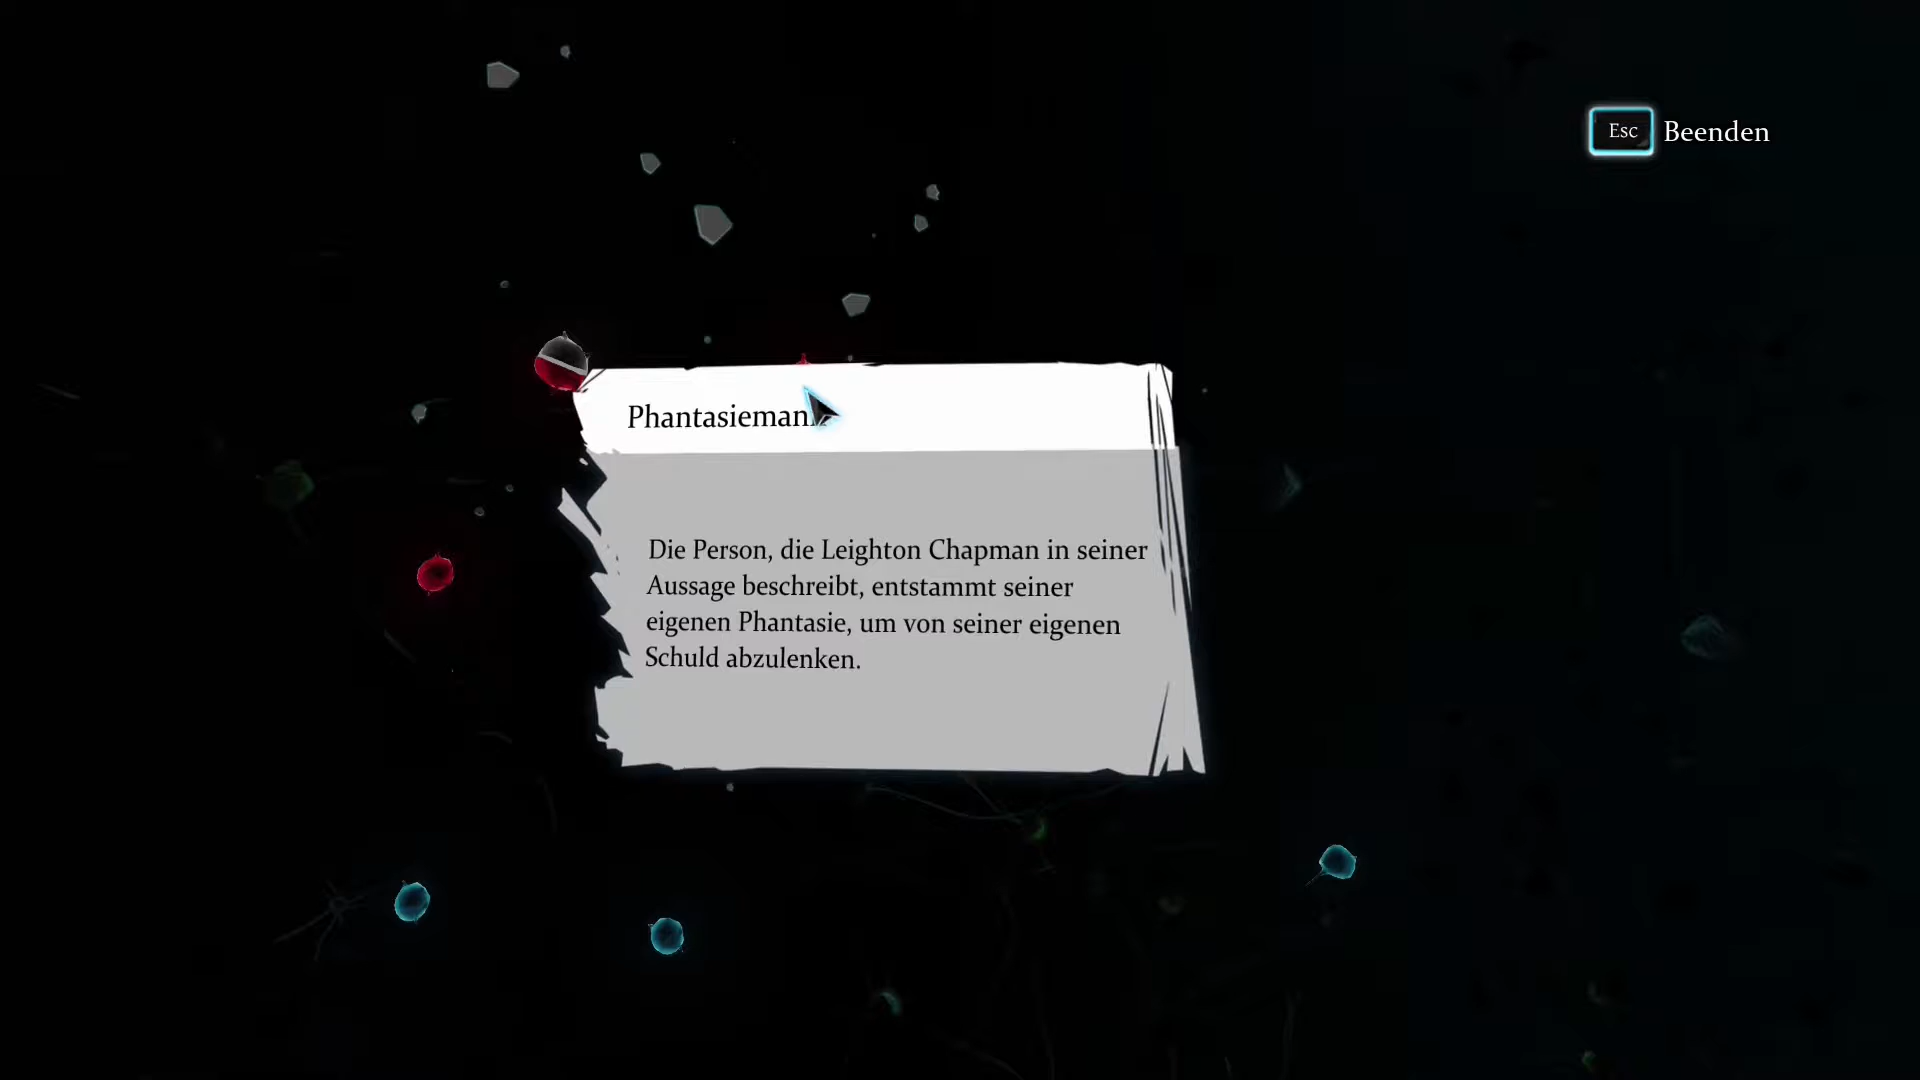 Esc Beenden
Die Person, die Leighton Chapman in seiner
Aussage beschreibt, entstammt seiner
eigenen Phantasie, um von seiner eigenen
Schuld abzulenken.